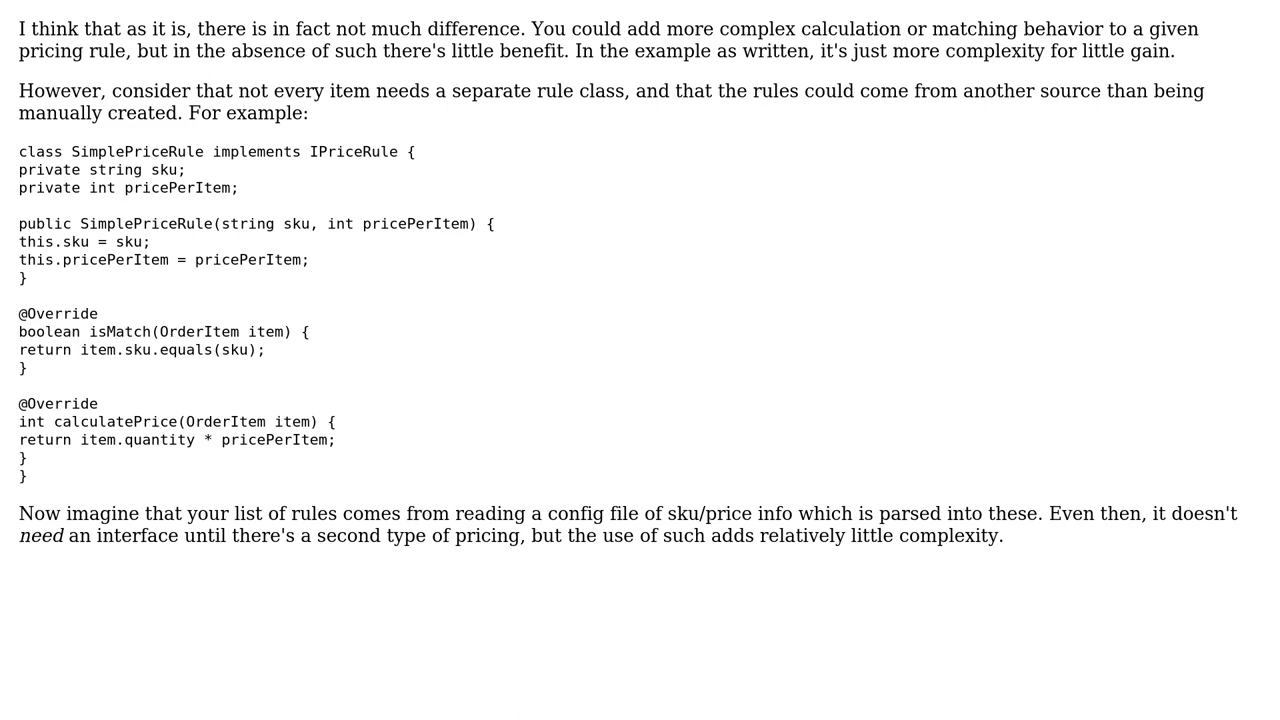 I think that as it is, there is in fact not much difference. You could add more complex calculation or matching behavior to a given
pricing rule, but in the absence of such there's little benefit. In the example as written, it's just more complexity for little gain.
However, consider that not every item needs a separate rule class, and that the rules could come from another source than being
manually created. For example:
class SimplePriceRule implements IPriceRule {
private string sku;
private int pricePerItem;
public SimplePriceRule(string sku, int pricePerItem) {
this.sku = sku;
this.pricePerItem = pricePerItem;
}
@Override
boolean isMatch(OrderItem item) {
return item.sku.equals(sku);
}
@Override
int calculatePrice(OrderItem item) {
return item.quantity * pricePerItem;
}
}
Now imagine that your list of rules comes from reading a config file of sku/price info which is parsed into these. Even then, it doesn't
need an interface until there's a second type of pricing, but the use of such adds relatively little complexity.